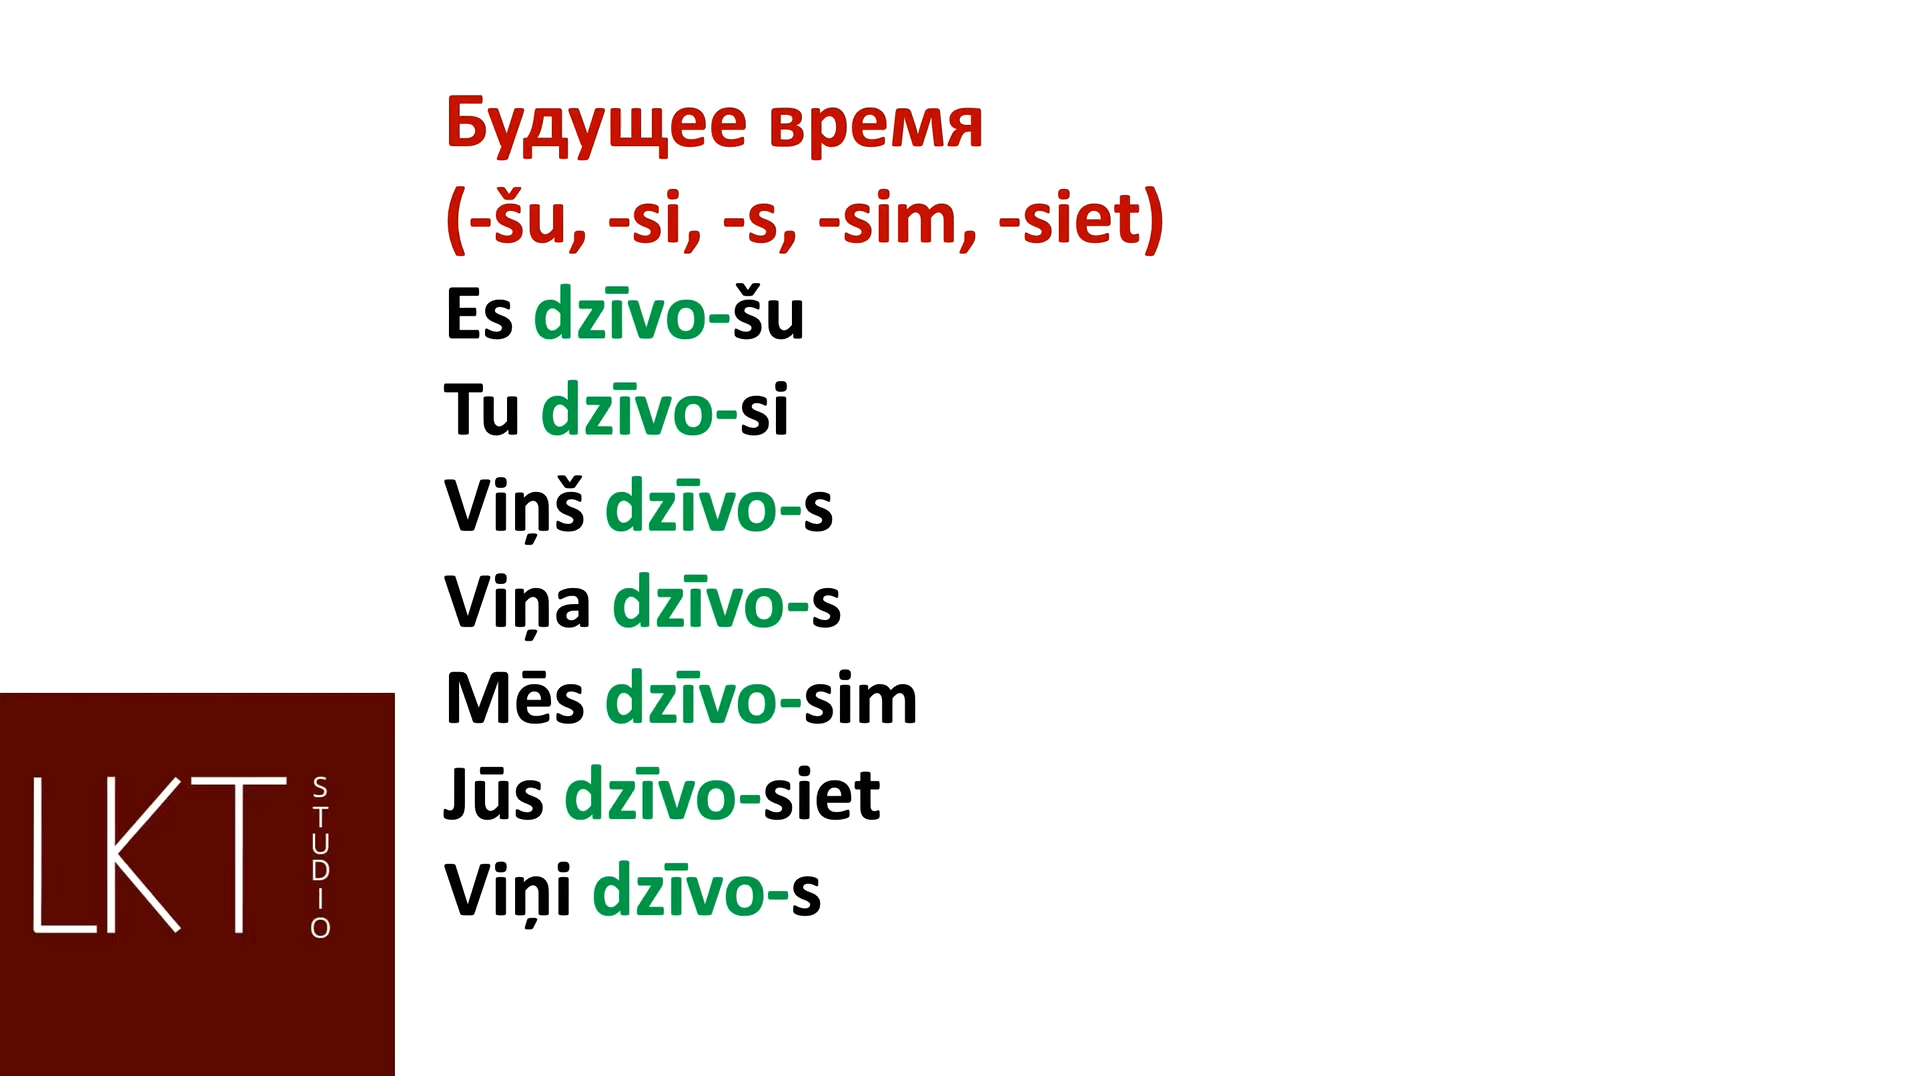 Будущее время
(-šu, -si, -s, -sim, -siet)
Es dzīvo-šu
Tu dzīvo-si
Viņš dzīvo-s
Viņa dzīvo-s
Mēs dzīvo-sim
Jūs dzīvo-siet
Viņi dzīvo-s
LKT
STUDIO